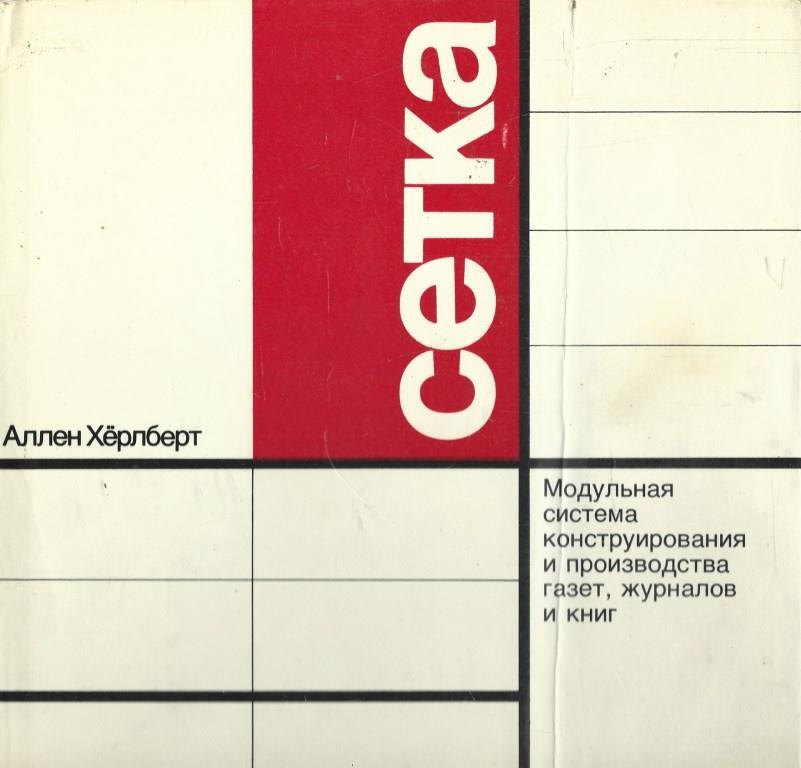 сетка
Аллен Хёрлберт
Модульная
система
конструирования
и производства
газет, журналов
и книг